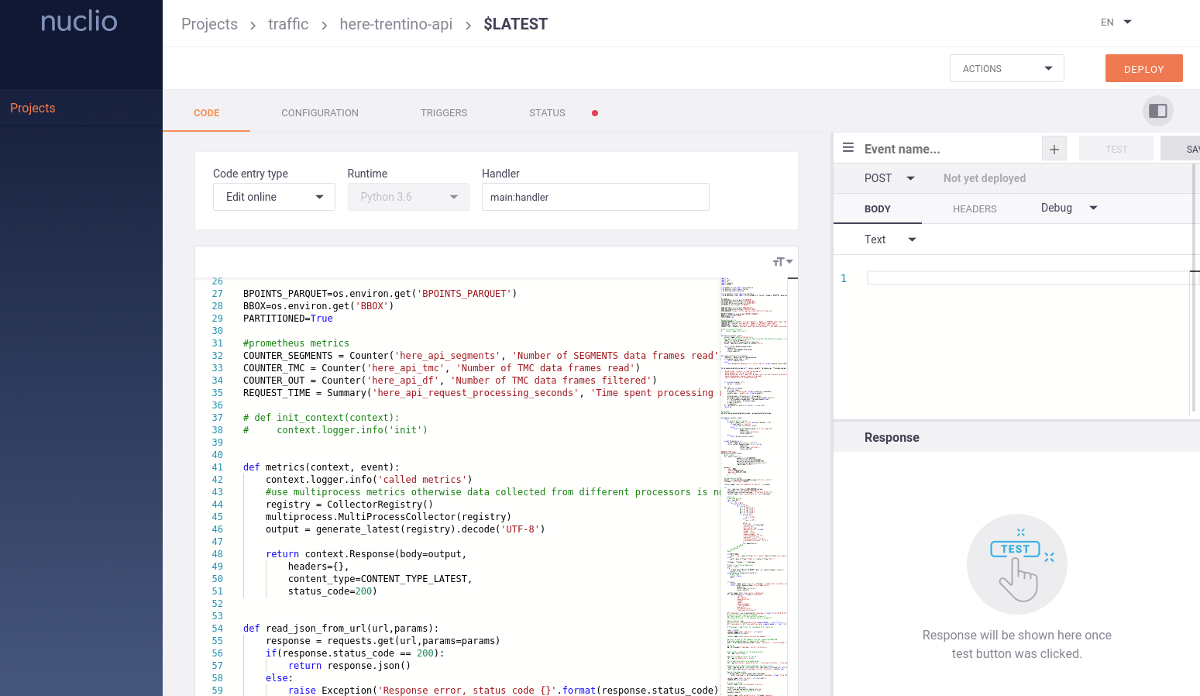 nuclio
Projects
Projects > traffic > here-trentino-api > $LATEST
EN
ACTIONS
DEPLOY
CODE CONFIGURATION TRIGGERS STATUS
Code entry type Runtime Handler
Edit online Python 3.6 main:handler
тT
26
27 BPOINTS_PARQUET=os.environ.get('BPOINTS_PARQUET')
28 BBOX=os.environ.get('BBOX')
29 PARTITIONED=True
30
31 #prometheus metrics
32 COUNTER_SEGMENTS = Counter('here_api_segments', 'Number of SEGMENTS data frames read'
33 COUNTER_TMC = Counter('here_api_tmc', 'Number of TMC data frames read')
34 COUNTER_OUT = Counter('here_api_df', 'Number of TMC data frames filtered')
35 REQUEST_TIME = Summary('here_api_request_processing_seconds', 'Time spent processing
36
37 # def init_context(context):
38 #     context.logger.info('init')
39
40
41 def metrics(context, event):
42     context.logger.info('called metrics')
43     #use multiprocess metrics otherwise data collected from different processors is
44     registry = CollectorRegistry()
45     multiprocess.MultiProcessCollector(registry)
46     output = generate_latest(registry).decode('UTF-8')
47
48     return context.Response(body=output,
49         headers={},
50         content_type=CONTENT_TYPE_LATEST,
51         status_code=200)
52
53
54 def read_json_from_url(url,params):
55     response = requests.get(url,params=params)
56     if(response.status_code == 200):
57         return response.json()
58     else:
59         raise Exception('Response error, status code {}'.format(response.status_code)
Event name...
+
TEST
SAV
POST Not yet deployed
BODY HEADERS Debug
Text
1
Response
TEST
Response will be shown here once
test button was clicked.